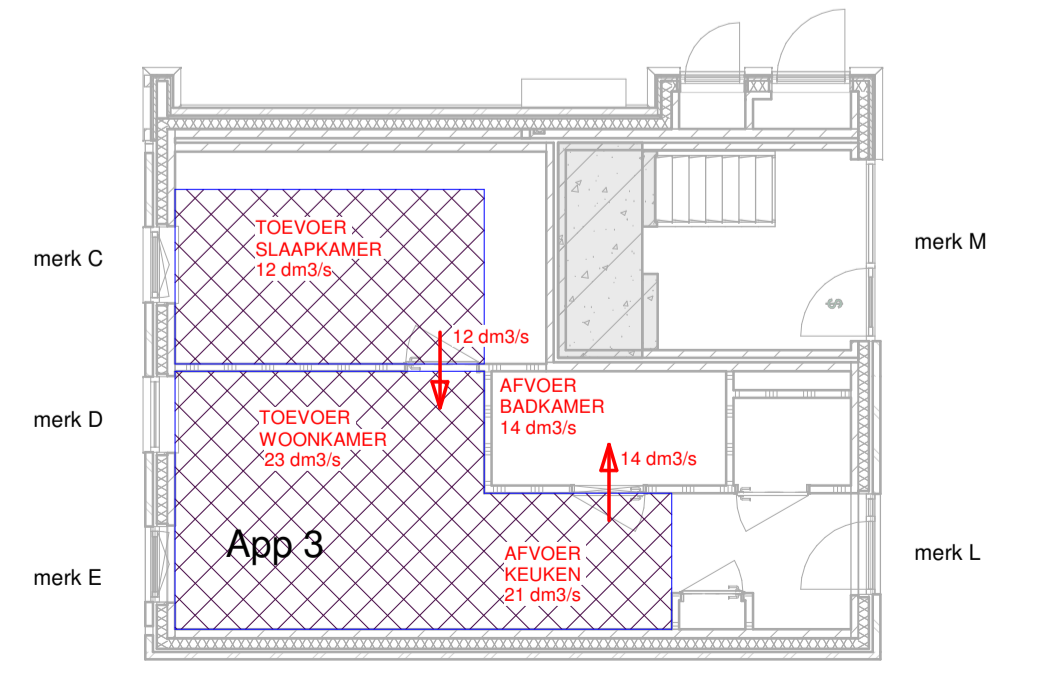 TOEVOER
SLAAPKAMER
12 dm3/s
merk C
merk M
12 dm3/s
AFVOER
BADKAMER
14 dm3/s
merk D
TOEVOER
WOONKAMER
23 dm3/s
14 dm3/s
App 3
AFVOER
KEUKEN
21 dm3/s
merk E
merk L